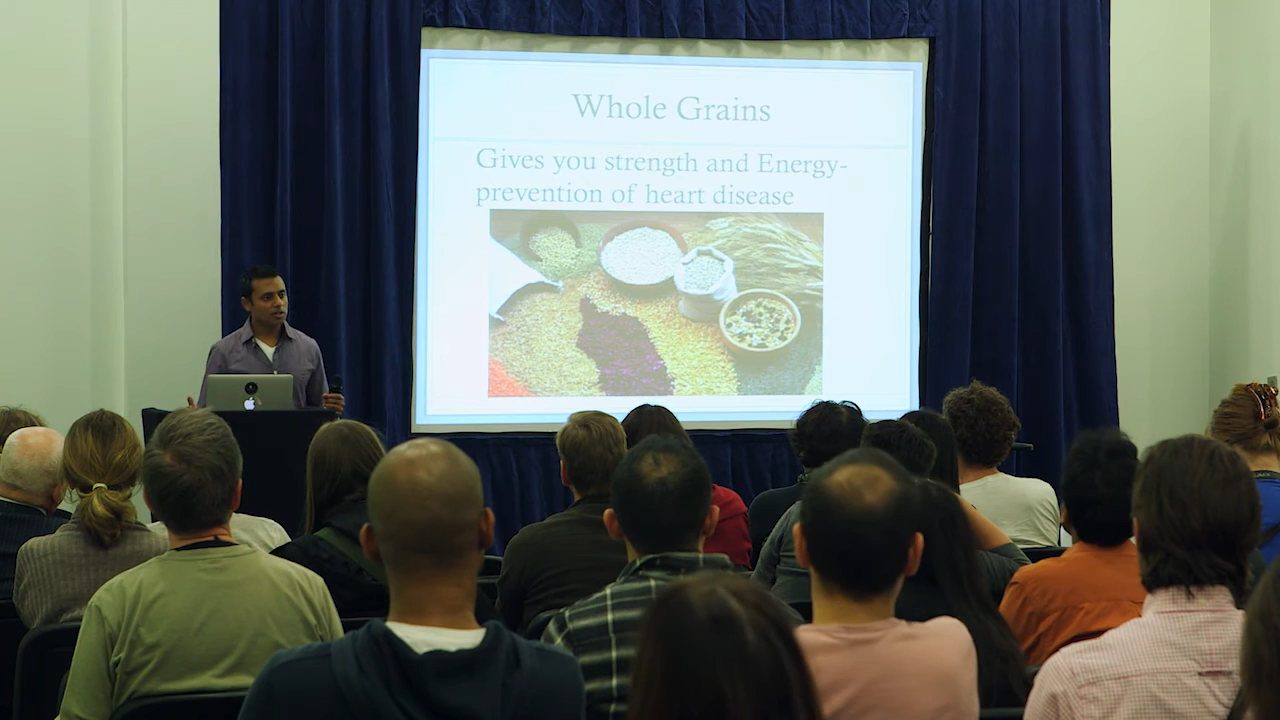 Whole Grains
Gives you strength and Energy-
prevention of heart disease